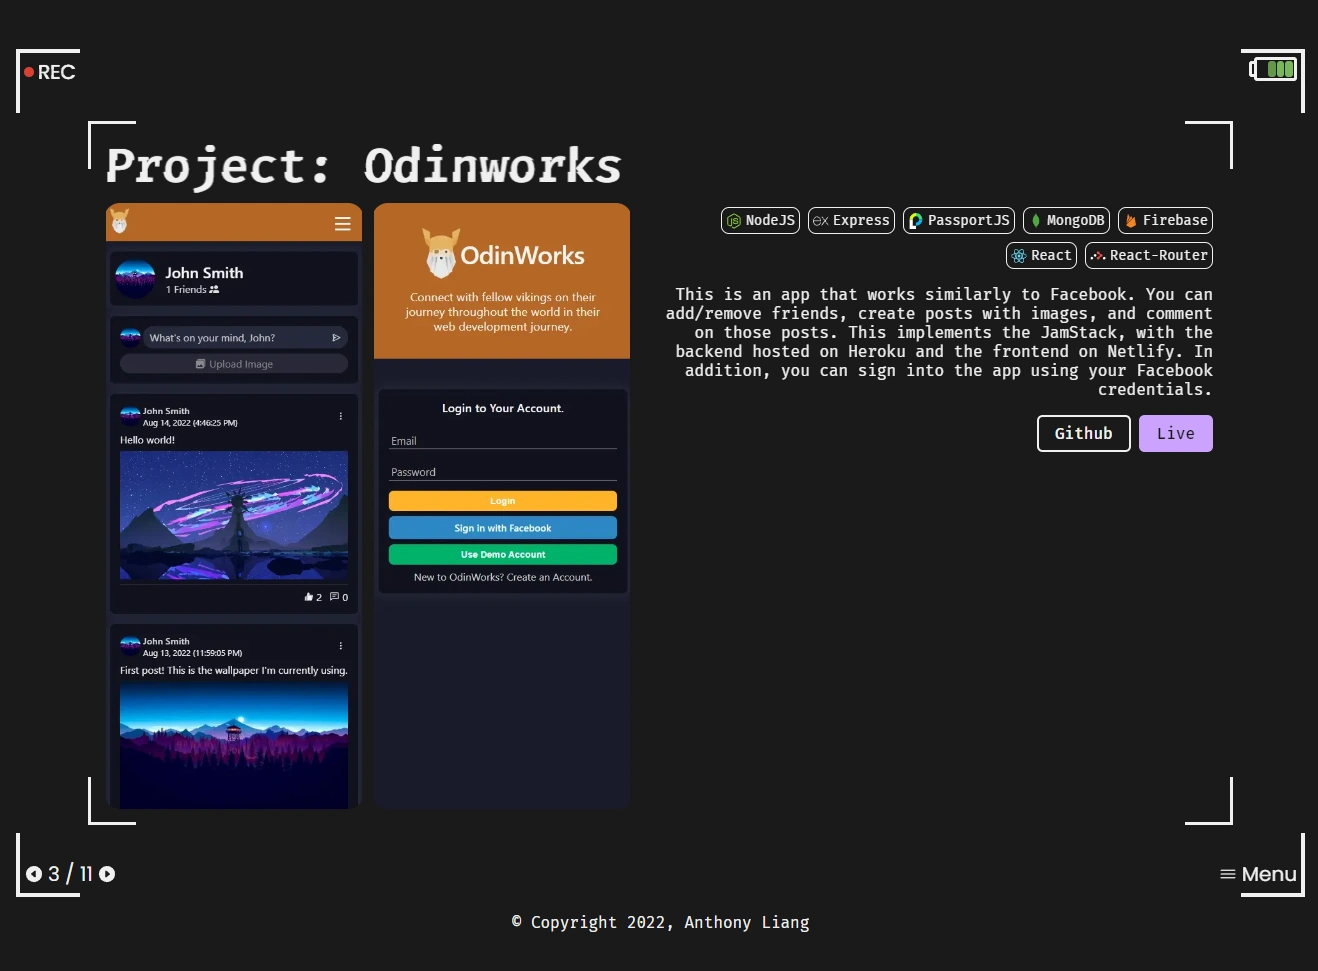 REC
Project: Odinworks
John Smith
1 Friends
What's on your mind, John?
Upload Image
John Smith
Aug 14, 2022 (4:46:25 PM)
Hello world!
2 0
John Smith
Aug 13, 2022 (11:59:05 PM)
First post! This is the wallpaper I'm currently using.
OdinWorks
Connect with fellow vikings on their
journey throughout the world in their
web development journey.
Login to Your Account.
Email
Password
Login
Sign in with Facebook
Use Demo Account
New to OdinWorks? Create an Account.
NodeJS ex Express PassportJS MongoDB Firebase
React React-Router
This is an app that works similarly to Facebook. You can
add/remove friends, create posts with images, and comment
on those posts. This implements the JamStack, with the
backend hosted on Heroku and the frontend on Netlify. In
addition, you can sign into the app using your Facebook
credentials.
Github Live
3 / 11
Menu
© Copyright 2022, Anthony Liang